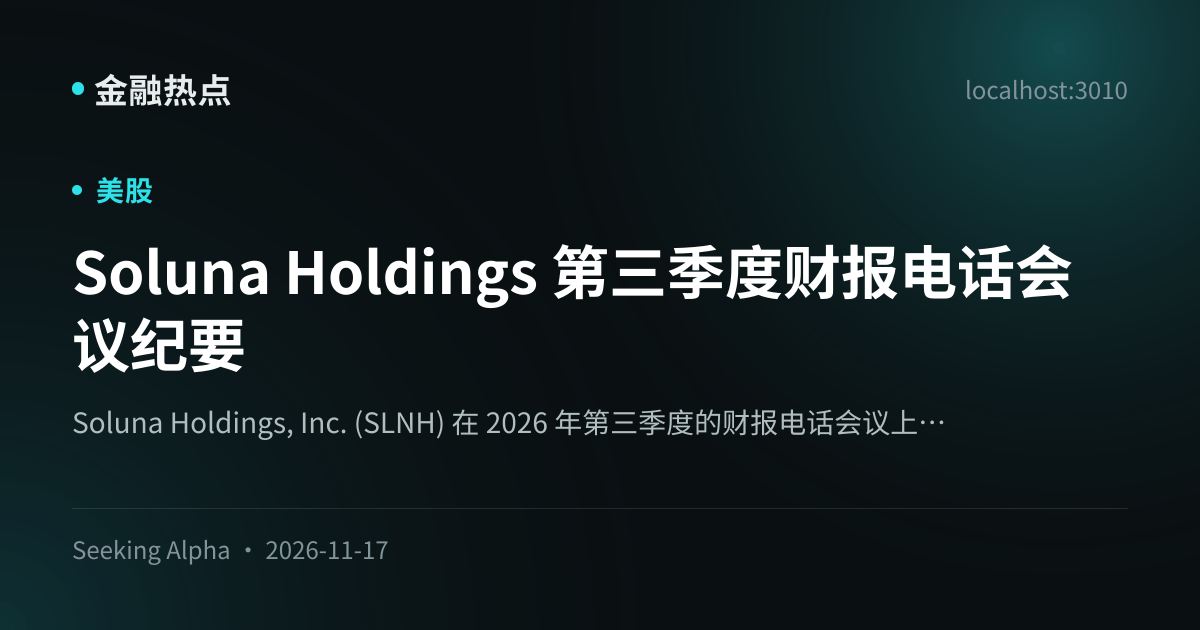 金融热点
localhost:3010
美股
Soluna Holdings 第三季度财报电话会
议纪要
Soluna Holdings, Inc. (SLNH) 在 2026 年第三季度的财报电话会议上…
Seeking Alpha · 2026-11-17